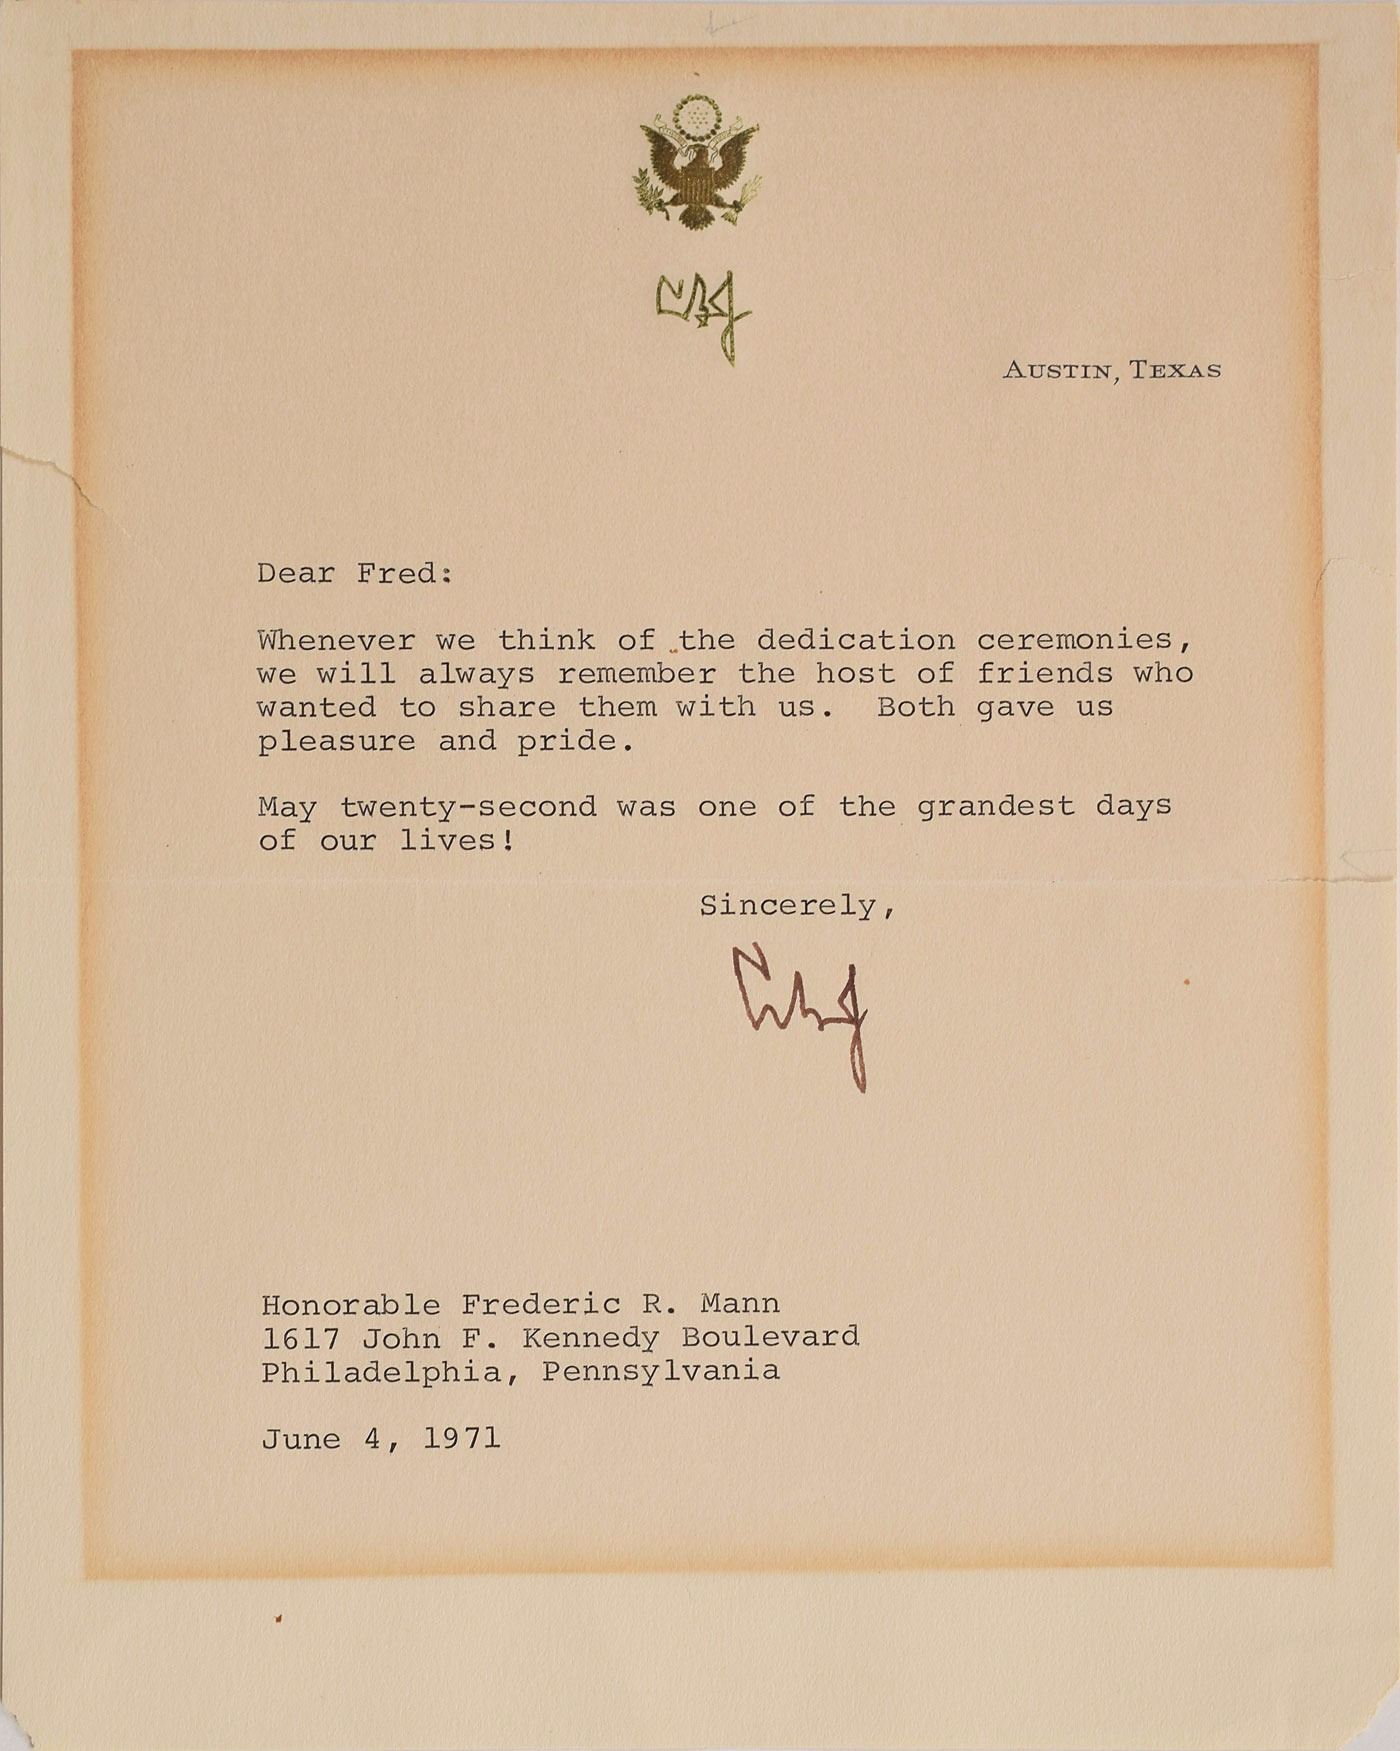 LBJ
AUSTIN, TEXAS
Dear Fred:
Whenever we think of the dedication ceremonies,
we will always remember the host of friends who
wanted to share them with us.  Both gave us
pleasure and pride.
May twenty-second was one of the grandest days
of our lives!
Sincerely,
Honorable Frederic R. Mann
1617 John F. Kennedy Boulevard
Philadelphia, Pennsylvania
June 4, 1971